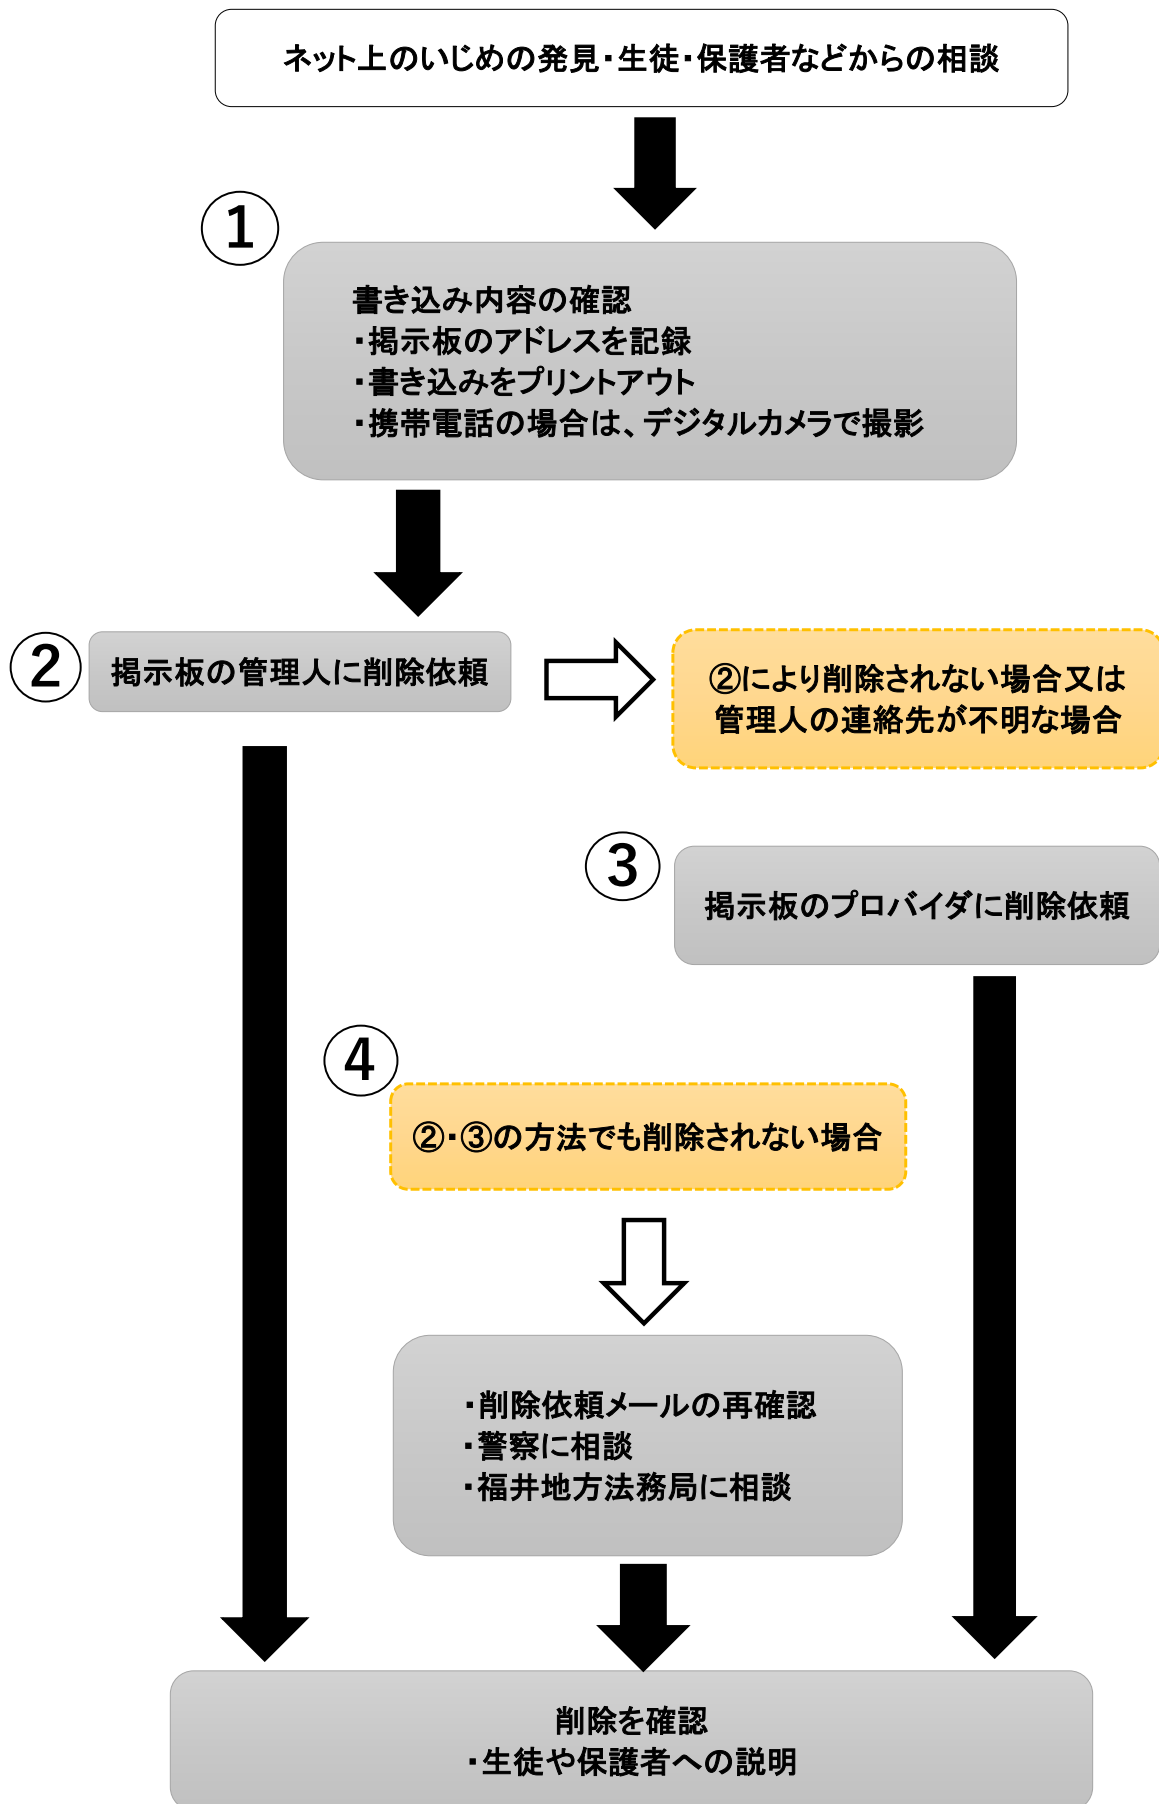 ネット上のいじめの発見・生徒・保護者などからの相談
①
書き込み内容の確認
・掲示板のアドレスを記録
・書き込みをプリントアウト
・携帯電話の場合は、デジタルカメラで撮影
②
掲示板の管理人に削除依頼
②により削除されない場合又は
管理人の連絡先が不明な場合
③
掲示板のプロバイダに削除依頼
④
②・③の方法でも削除されない場合
・削除依頼メールの再確認
・警察に相談
・福井地方法務局に相談
削除を確認
・生徒や保護者への説明